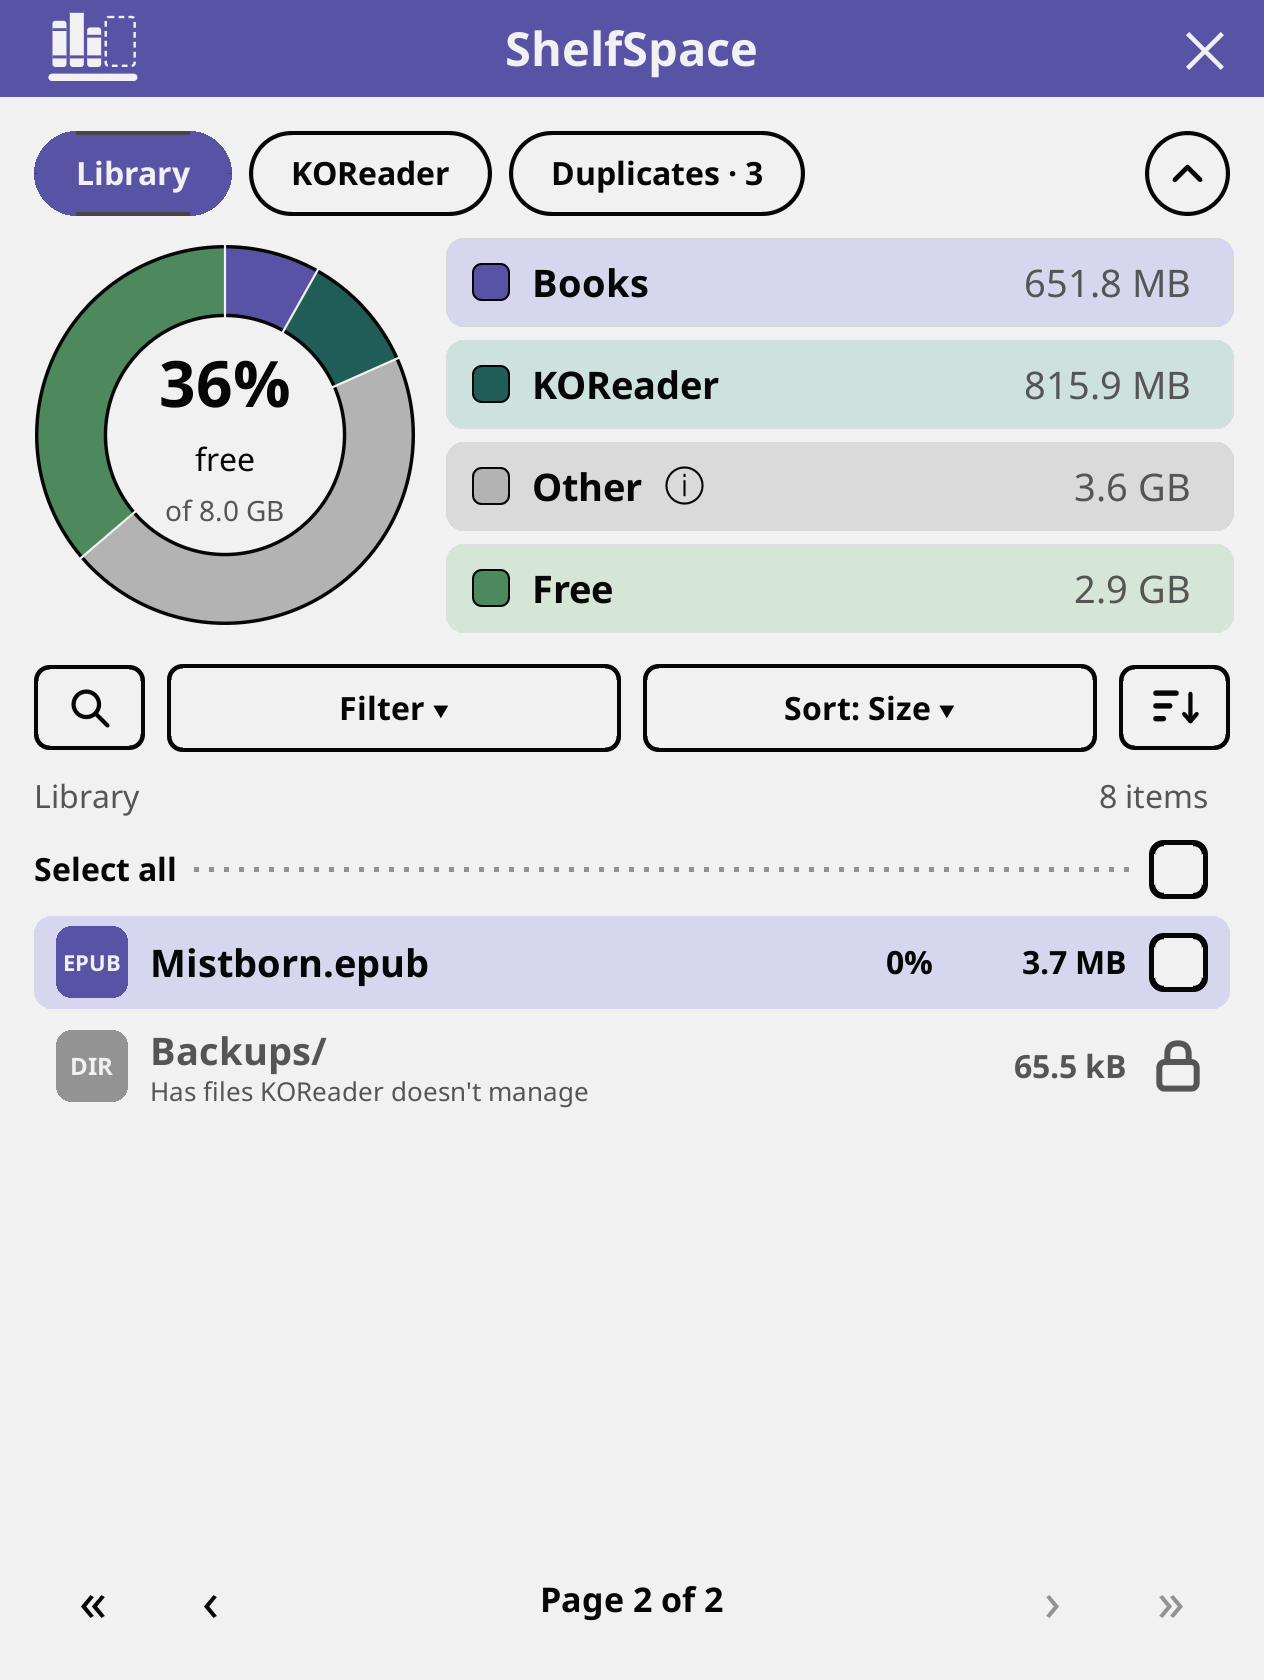 ShelfSpace
Library
KOReader
Duplicates · 3
36%
free
of 8.0 GB
Books 651.8 MB
KOReader 815.9 MB
Other ⓘ 3.6 GB
Free 2.9 GB
Filter ▾
Sort: Size ▾
Library 8 items
Select all
EPUB Mistborn.epub 0% 3.7 MB
DIR Backups/ 65.5 kB
Has files KOReader doesn't manage
« ‹ Page 2 of 2 › »